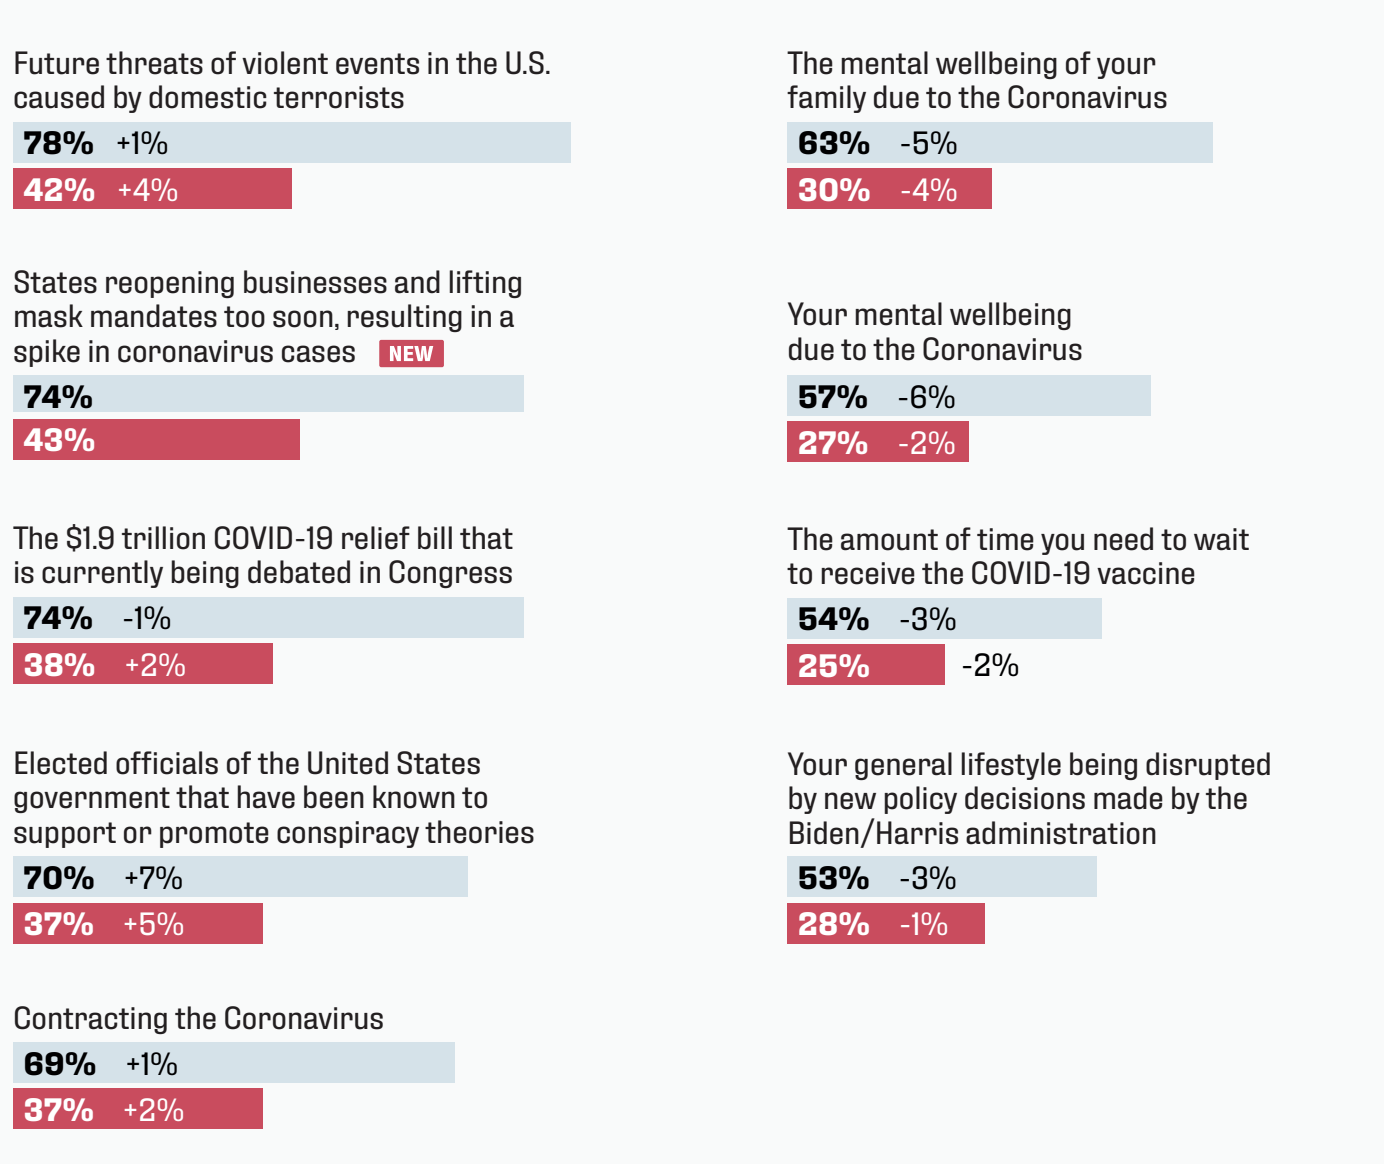 Future threats of violent events in the U.S.
caused by domestic terrorists
78% +1%
42% +4%
States reopening businesses and lifting
mask mandates too soon, resulting in a
spike in coronavirus cases NEW
74%
43%
The $1.9 trillion COVID-19 relief bill that
is currently being debated in Congress
74% -1%
38% +2%
Elected officials of the United States
government that have been known to
support or promote conspiracy theories
70% +7%
37% +5%
Contracting the Coronavirus
69% +1%
37% +2%
The mental wellbeing of your
family due to the Coronavirus
63% -5%
30% -4%
Your mental wellbeing
due to the Coronavirus
57% -6%
27% -2%
The amount of time you need to wait
to receive the COVID-19 vaccine
54% -3%
25% -2%
Your general lifestyle being disrupted
by new policy decisions made by the
Biden/Harris administration
53% -3%
28% -1%